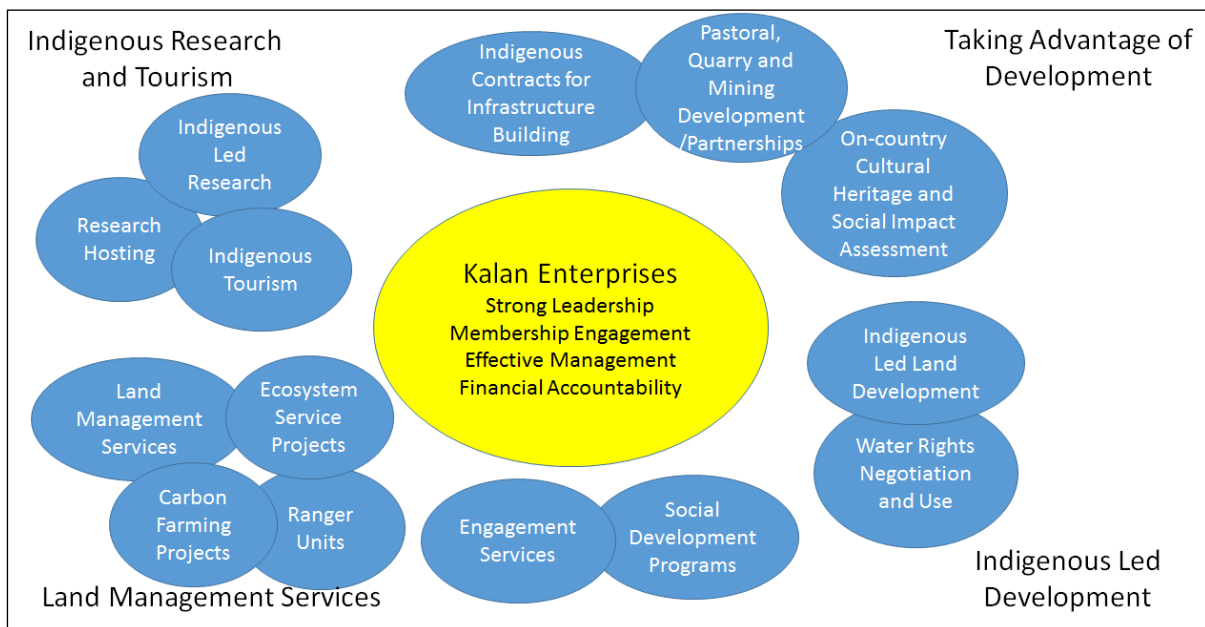 Indigenous Research
and Tourism
Indigenous
Led
Research
Research
Hosting
Indigenous
Tourism
Indigenous
Contracts for
Infrastructure
Building
Pastoral,
Quarry and
Mining
Development
/Partnerships
Taking Advantage of
Development
On-country
Cultural
Heritage and
Social Impact
Assessment
Kalan Enterprises
Strong Leadership
Membership Engagement
Effective Management
Financial Accountability
Indigenous
Led Land
Development
Water Rights
Negotiation
and Use
Indigenous Led
Development
Land
Management
Services
Ecosystem
Service
Projects
Carbon
Farming
Projects
Ranger
Units
Land Management Services
Engagement
Services
Social
Development
Programs